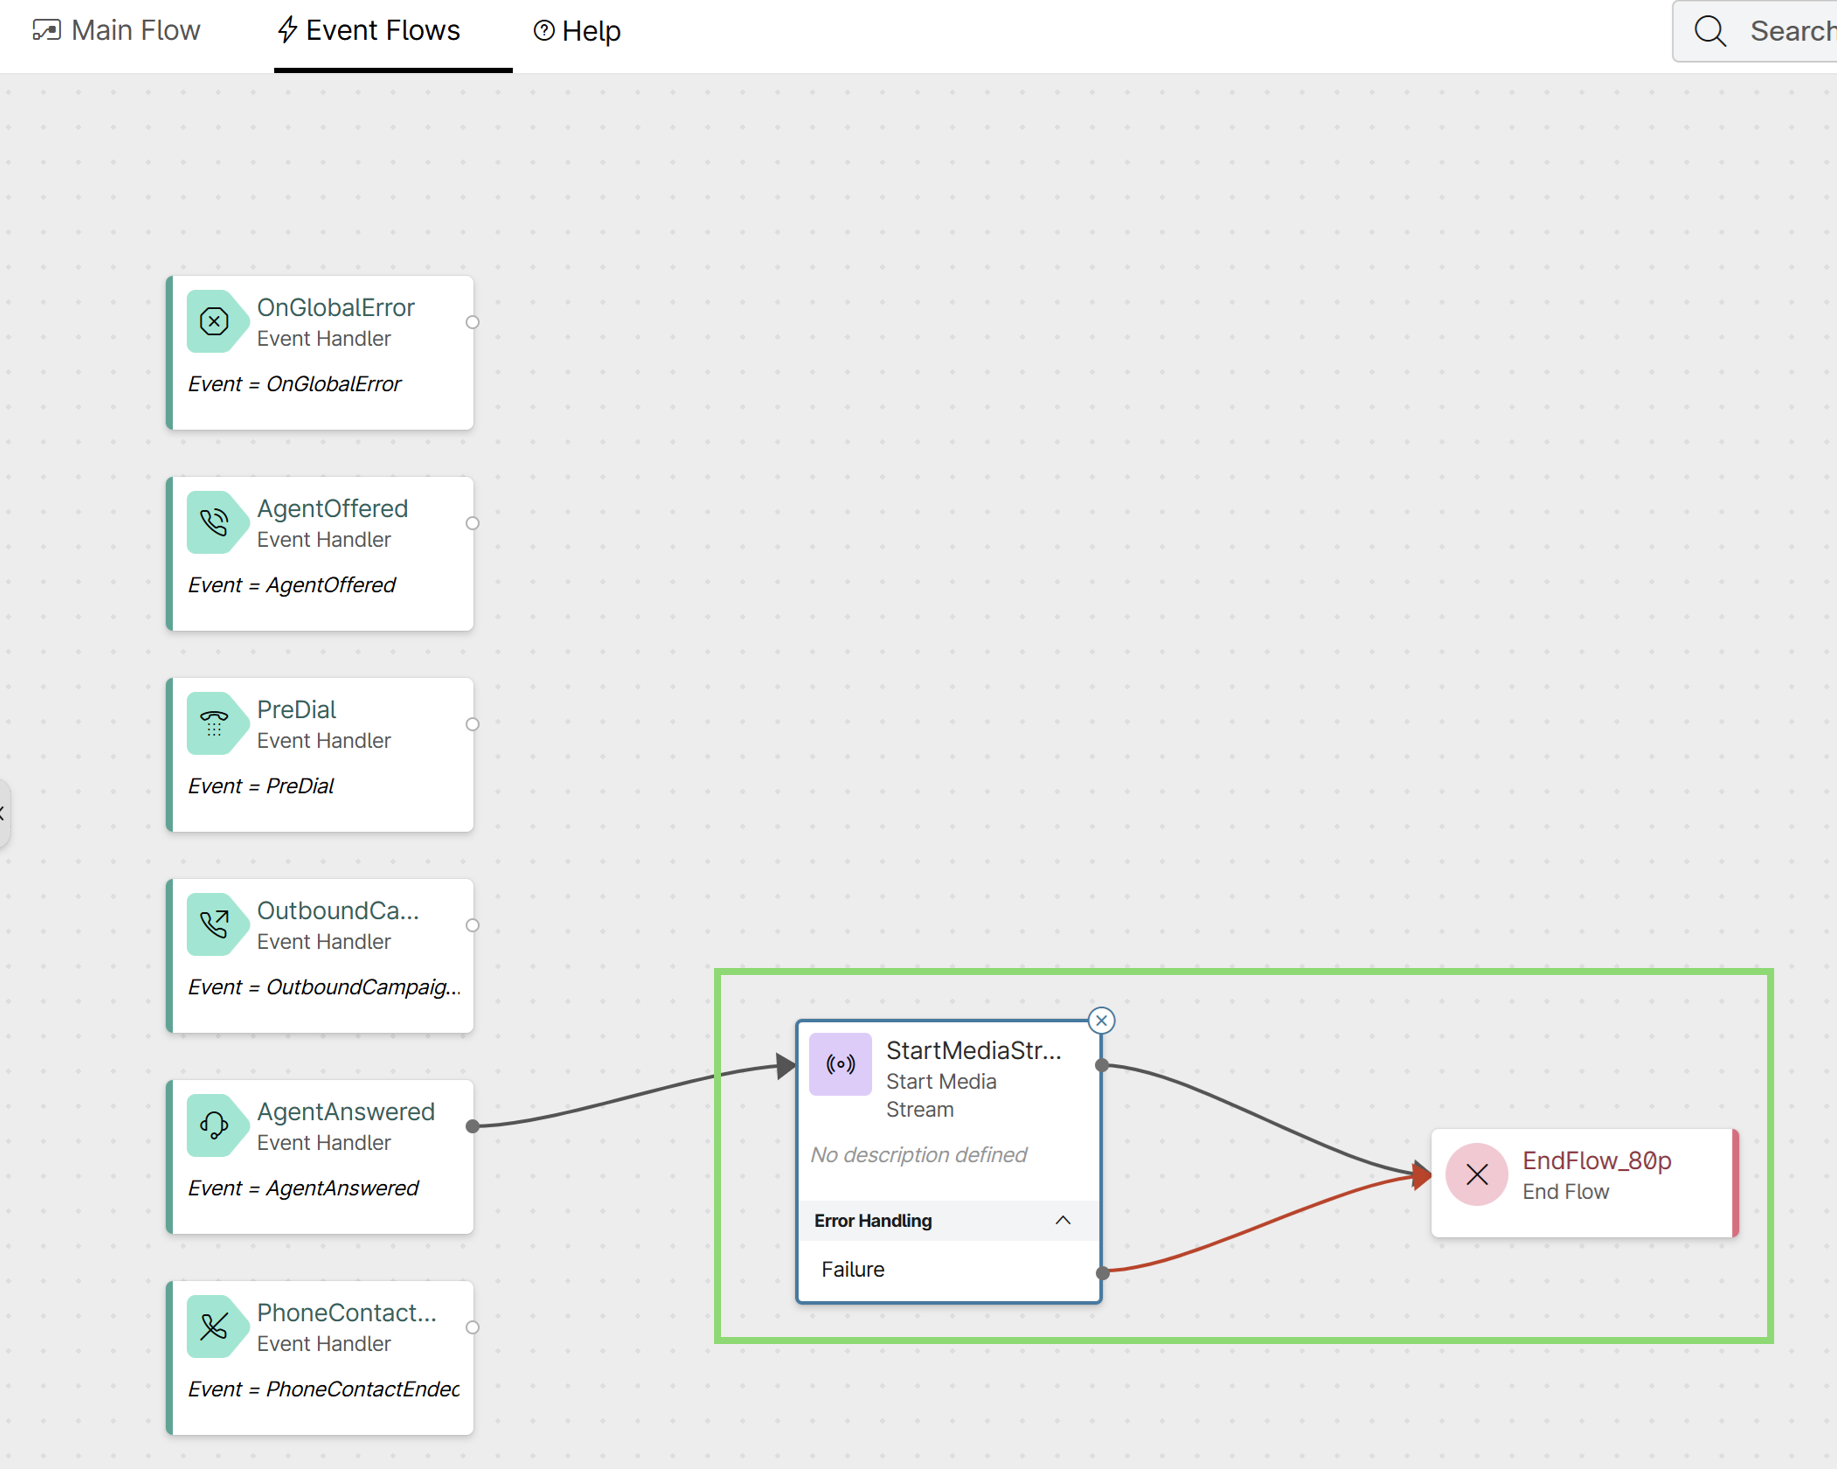 Main Flow
Event Flows
Help
Search
OnGlobalError
Event Handler
Event = OnGlobalError
AgentOffered
Event Handler
Event = AgentOffered
PreDial
Event Handler
Event = PreDial
OutboundCa...
Event Handler
Event = OutboundCampaig...
AgentAnswered
Event Handler
Event = AgentAnswered
PhoneContact...
Event Handler
Event = PhoneContactEnded
StartMediaStr...
Start Media
Stream
No description defined
Error Handling
Failure
EndFlow_80p
End Flow